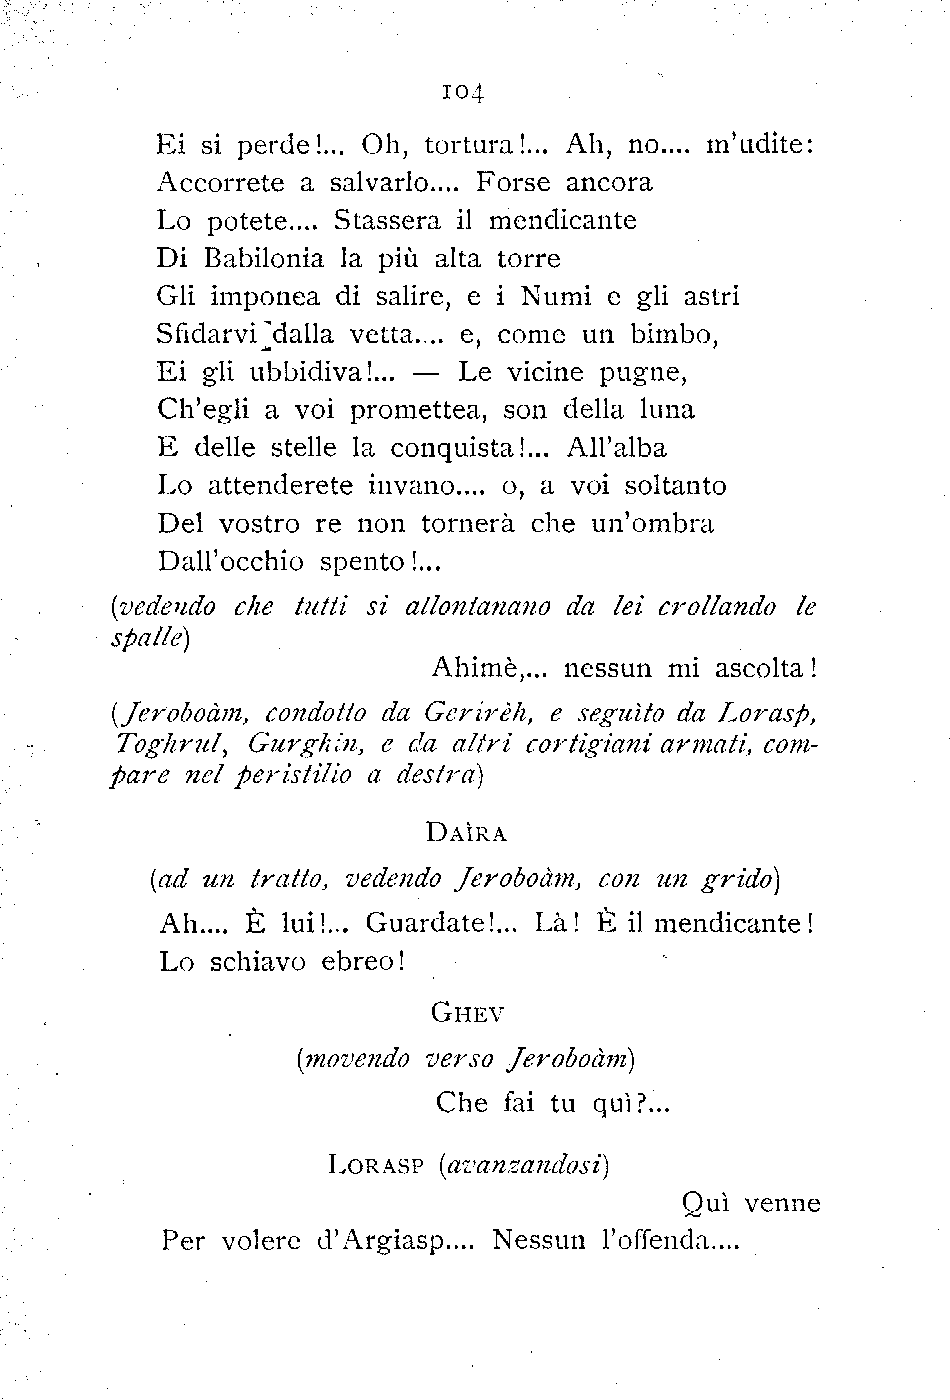 104
Ei si perde!... Oh, tortura!... Ah, no.... m'udite:
Accorrete a salvarlo.... Forse ancora
Lo potete.... Stassera il mendicante
Di Babilonia la più alta torre
Gli imponea di salire, e i Numi e gli astri
Sfidarvi dalla vetta.... e, come un bimbo,
Ei gli ubbidiva!... — Le vicine pugne,
Ch'egli a voi promettea, son della luna
E delle stelle la conquista!... All'alba
Lo attenderete invano.... o, a voi soltanto
Del vostro re non tornerà che un'ombra
Dall'occhio spento!...
(vedendo che tutti si allontanano da lei crollando le
spalle)
Ahimè,... nessun mi ascolta!
(Jeroboàm, condotto da Gerirèh, e seguìto da Lorasp,
Toghrul, Gurghin, e da altri cortigiani armati, com-
pare nel peristilio a destra)
DAÌRA
(ad un tratto, vedendo Jeroboàm, con un grido)
Ah.... È lui!... Guardate!... Là! È il mendicante!
Lo schiavo ebreo!
GHEV
(movendo verso Jeroboàm)
Che fai tu quì?...
LORASP (avanzandosi)
Quì venne
Per volere d'Argiasp.... Nessun l'offenda....